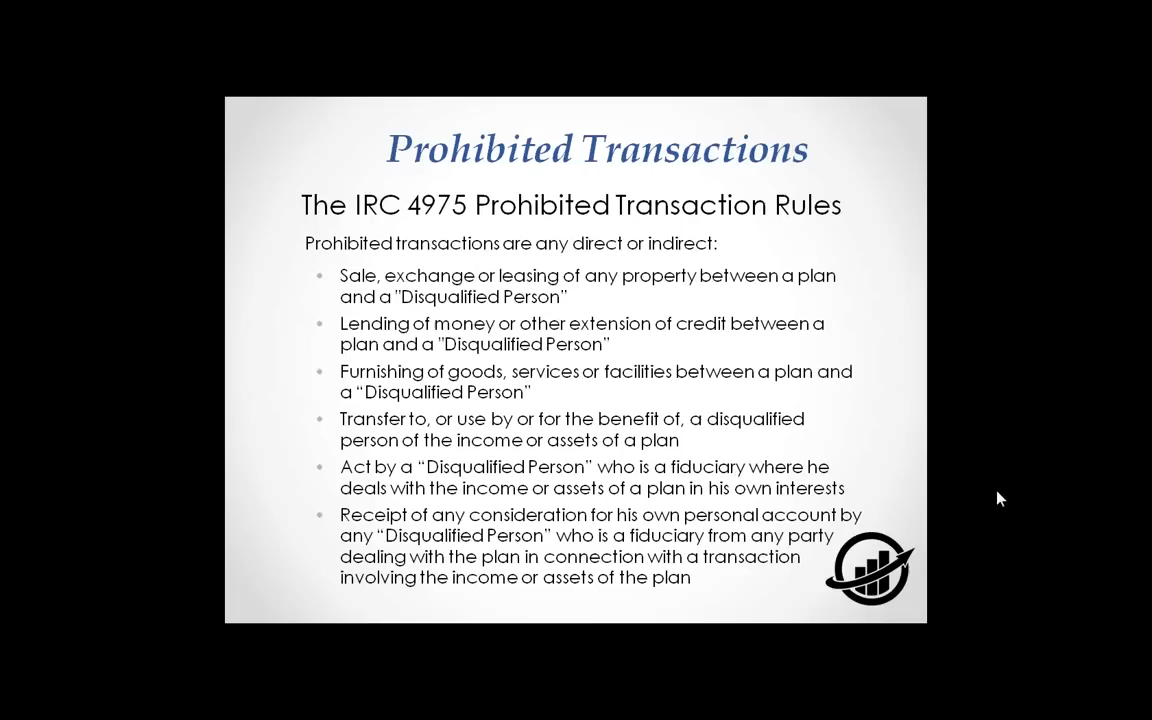 Prohibited Transactions
The IRC 4975 Prohibited Transaction Rules
Prohibited transactions are any direct or indirect:
• Sale, exchange or leasing of any property between a plan
and a "Disqualified Person"
• Lending of money or other extension of credit between a
plan and a "Disqualified Person"
• Furnishing of goods, services or facilities between a plan and
a “Disqualified Person”
• Transfer to, or use by or for the benefit of, a disqualified
person of the income or assets of a plan
• Act by a “Disqualified Person” who is a fiduciary where he
deals with the income or assets of a plan in his own interests
• Receipt of any consideration for his own personal account by
any “Disqualified Person” who is a fiduciary from any party
dealing with the plan in connection with a transaction
involving the income or assets of the plan